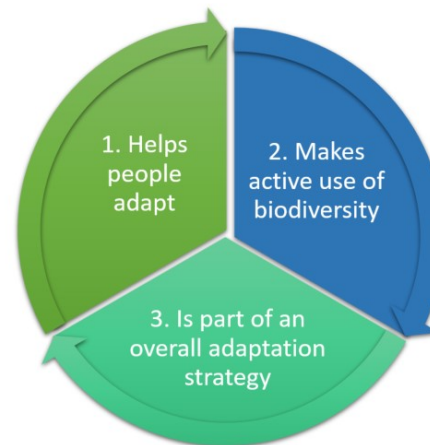 1. Helps
people
adapt
2. Makes
active use of
biodiversity
3. Is part of an
overall adaptation
strategy